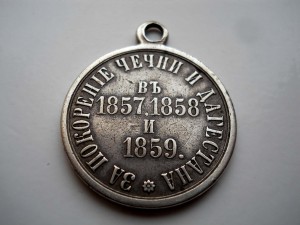 ЗА ПОКОРЕНІЕ ЧЕЧНИ И ДАГЕСТАНА
ВЪ
1857, 1858
И
1859.